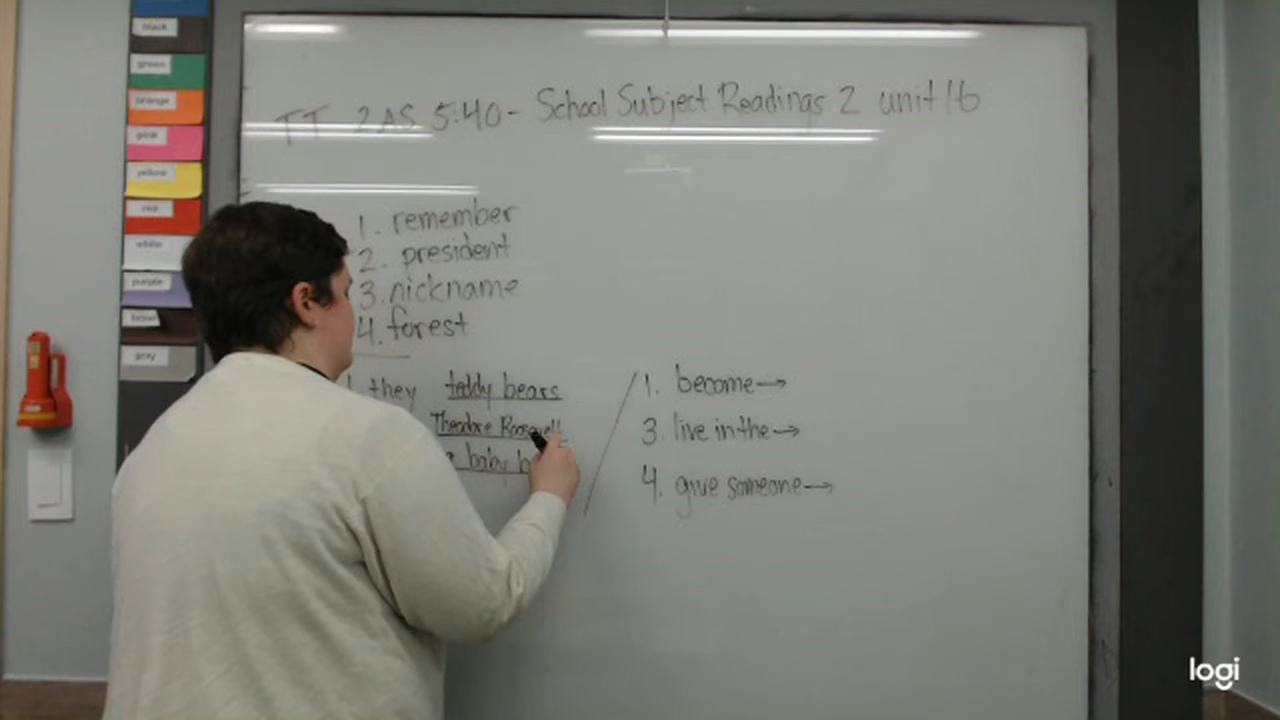 black
green
orange
pink
yellow
red
white
purple
brown
gray
TT 2AS 5:40 - School Subject Readings 2 unit 16
1. remember
2. president
3. nickname
4. forest
they teddy bears
Theodore Roosevelt
baby b
1. become→
3. live in the→
4. give someone→
logi